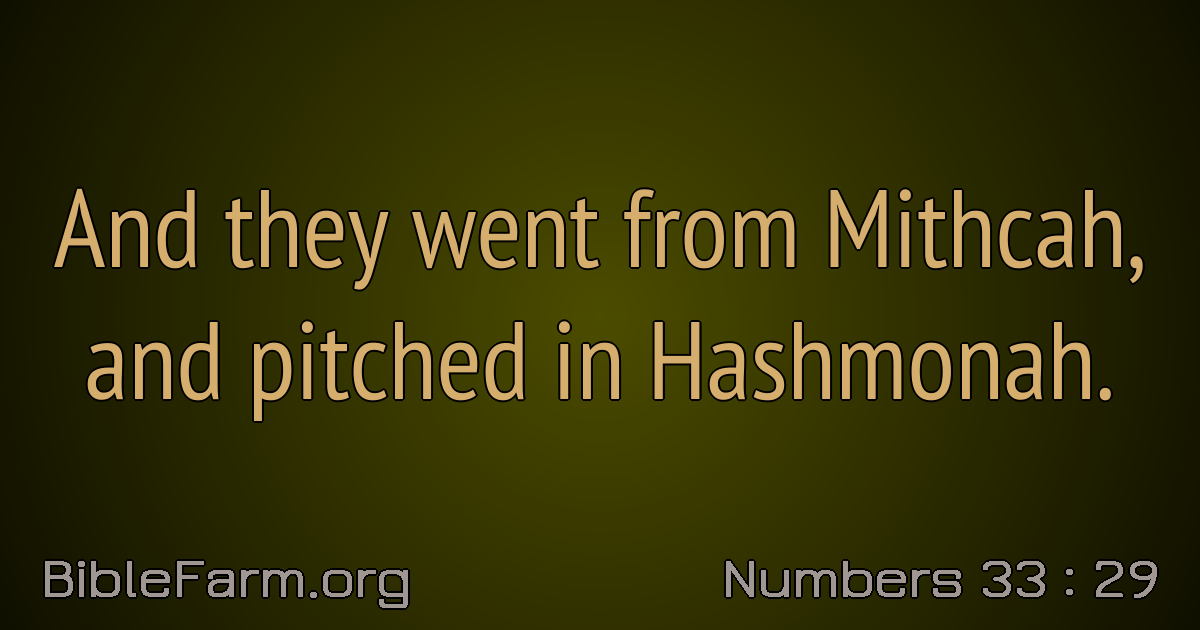 And they went from Mithcah,
and pitched in Hashmonah.
BibleFarm.org
Numbers 33 : 29